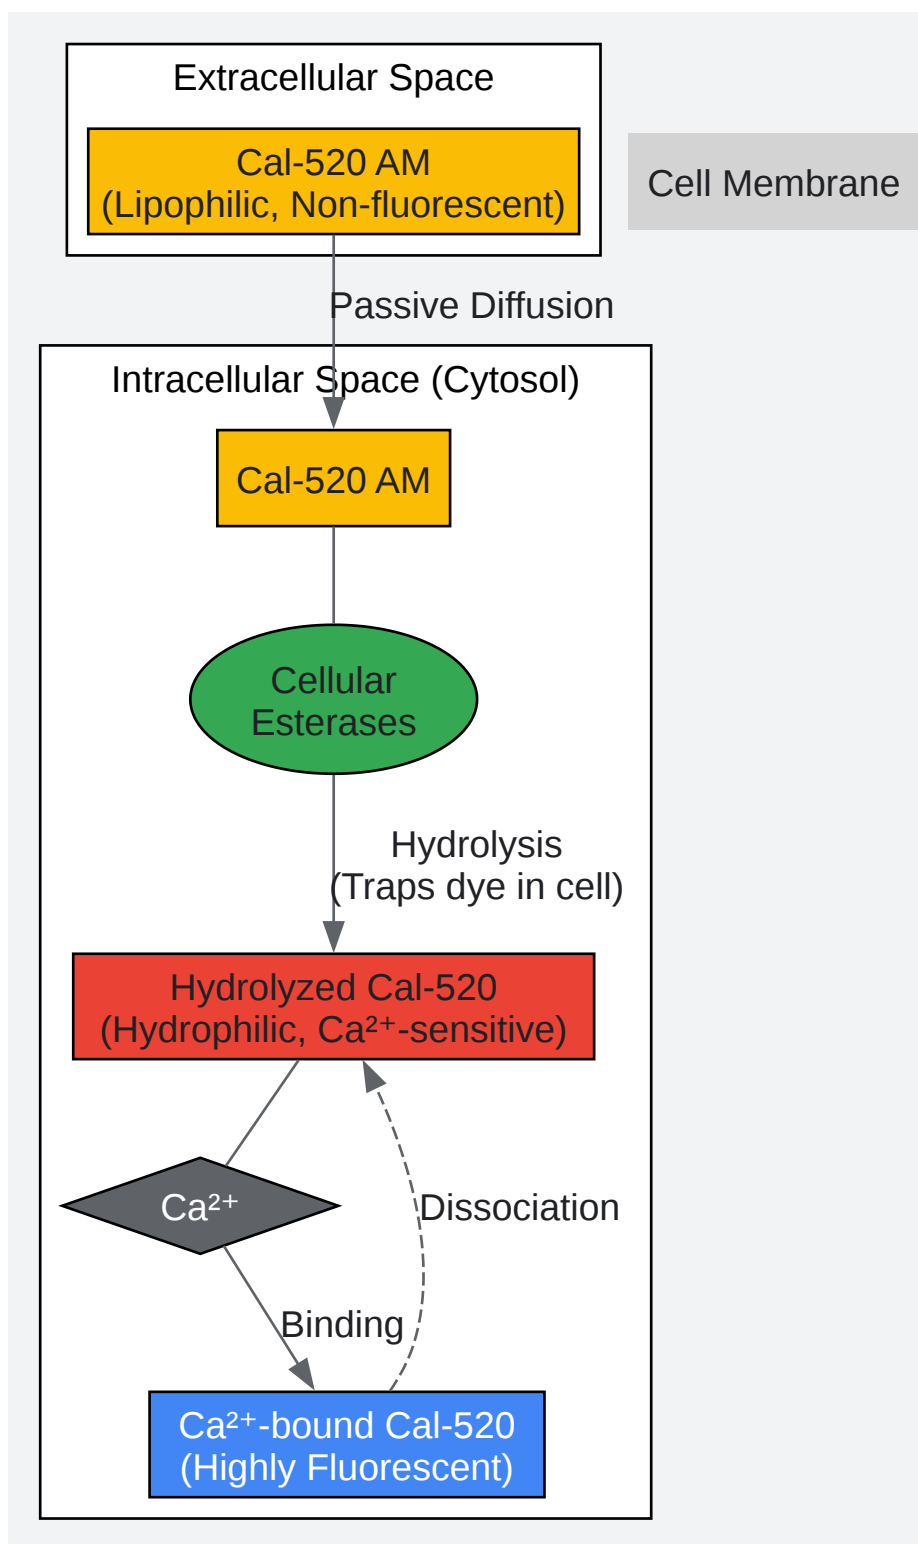 Extracellular Space
Cal-520 AM
(Lipophilic, Non-fluorescent)
Cell Membrane
Passive Diffusion
Intracellular Space (Cytosol)
Cal-520 AM
Cellular
Esterases
Hydrolysis
(Traps dye in cell)
Hydrolyzed Cal-520
(Hydrophilic, Ca²⁺-sensitive)
Ca²⁺
Dissociation
Binding
Ca²⁺-bound Cal-520
(Highly Fluorescent)